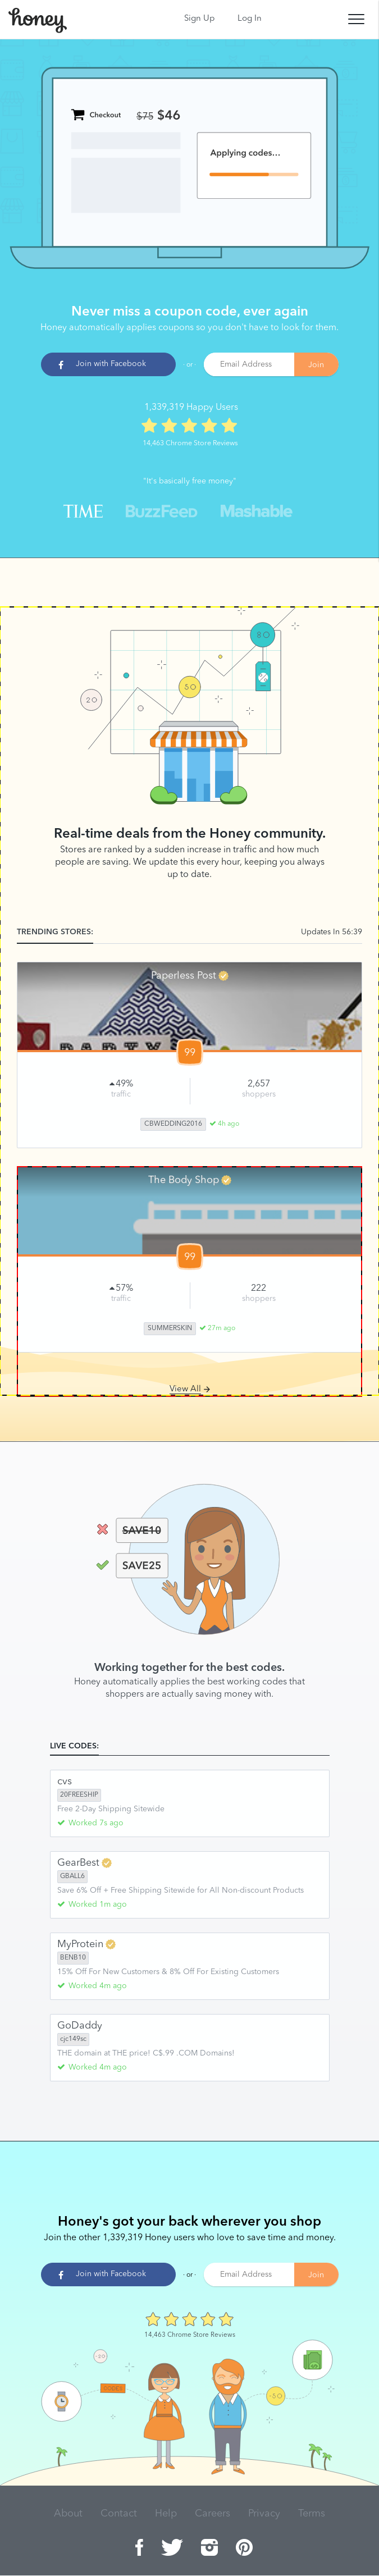 honey
Sign Up
Log In
Checkout
$75 $46
Applying codes...
Never miss a coupon code, ever again
Honey automatically applies coupons so you don't have to look for them.
Join with Facebook
or
Email Address
Join
1,339,319 Happy Users
14,463 Chrome Store Reviews
"It's basically free money"
TIME
BuzzFeed
Mashable
80
50
20
Real-time deals from the Honey community.
Stores are ranked by a sudden increase in traffic and how much
people are saving. We update this every hour, keeping you always
up to date.
TRENDING STORES:
Updates In 56:39
Paperless Post
PARTY
99
49%
traffic
2,657
shoppers
CBWEDDING2016
4h ago
The Body Shop
99
57%
traffic
222
shoppers
SUMMERSKIN
27m ago
View All
SAVE10
SAVE25
Working together for the best codes.
Honey automatically applies the best working codes that
shoppers are actually saving money with.
LIVE CODES:
cvs
20FREESHIP
Free 2-Day Shipping Sitewide
Worked 7s ago
GearBest
GBALL6
Save 6% Off + Free Shipping Sitewide for All Non-discount Products
Worked 1m ago
MyProtein
BENB10
15% Off For New Customers & 8% Off For Existing Customers
Worked 4m ago
GoDaddy
cjc149sc
THE domain at THE price! C$.99 .COM Domains!
Worked 4m ago
Honey's got your back wherever you shop
Join the other 1,339,319 Honey users who love to save time and money.
Join with Facebook
- or -
Email Address
Join
14,463 Chrome Store Reviews
CODES
About
Contact
Help
Careers
Privacy
Terms